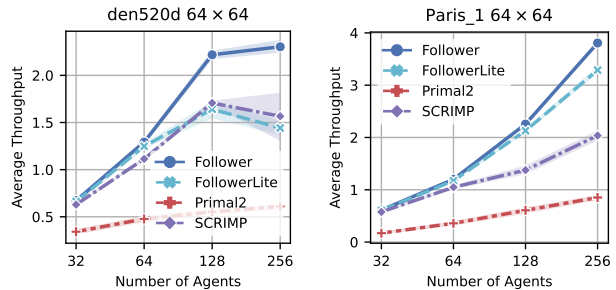 den520d 64 × 64
Average Throughput
2.0
1.5
1.0
0.5
Follower
FollowerLite
Primal2
SCRIMP
32 64 128 256
Number of Agents
Paris_1 64 × 64
Average Throughput
4
3
2
1
0
Follower
FollowerLite
Primal2
SCRIMP
32 64 128 256
Number of Agents